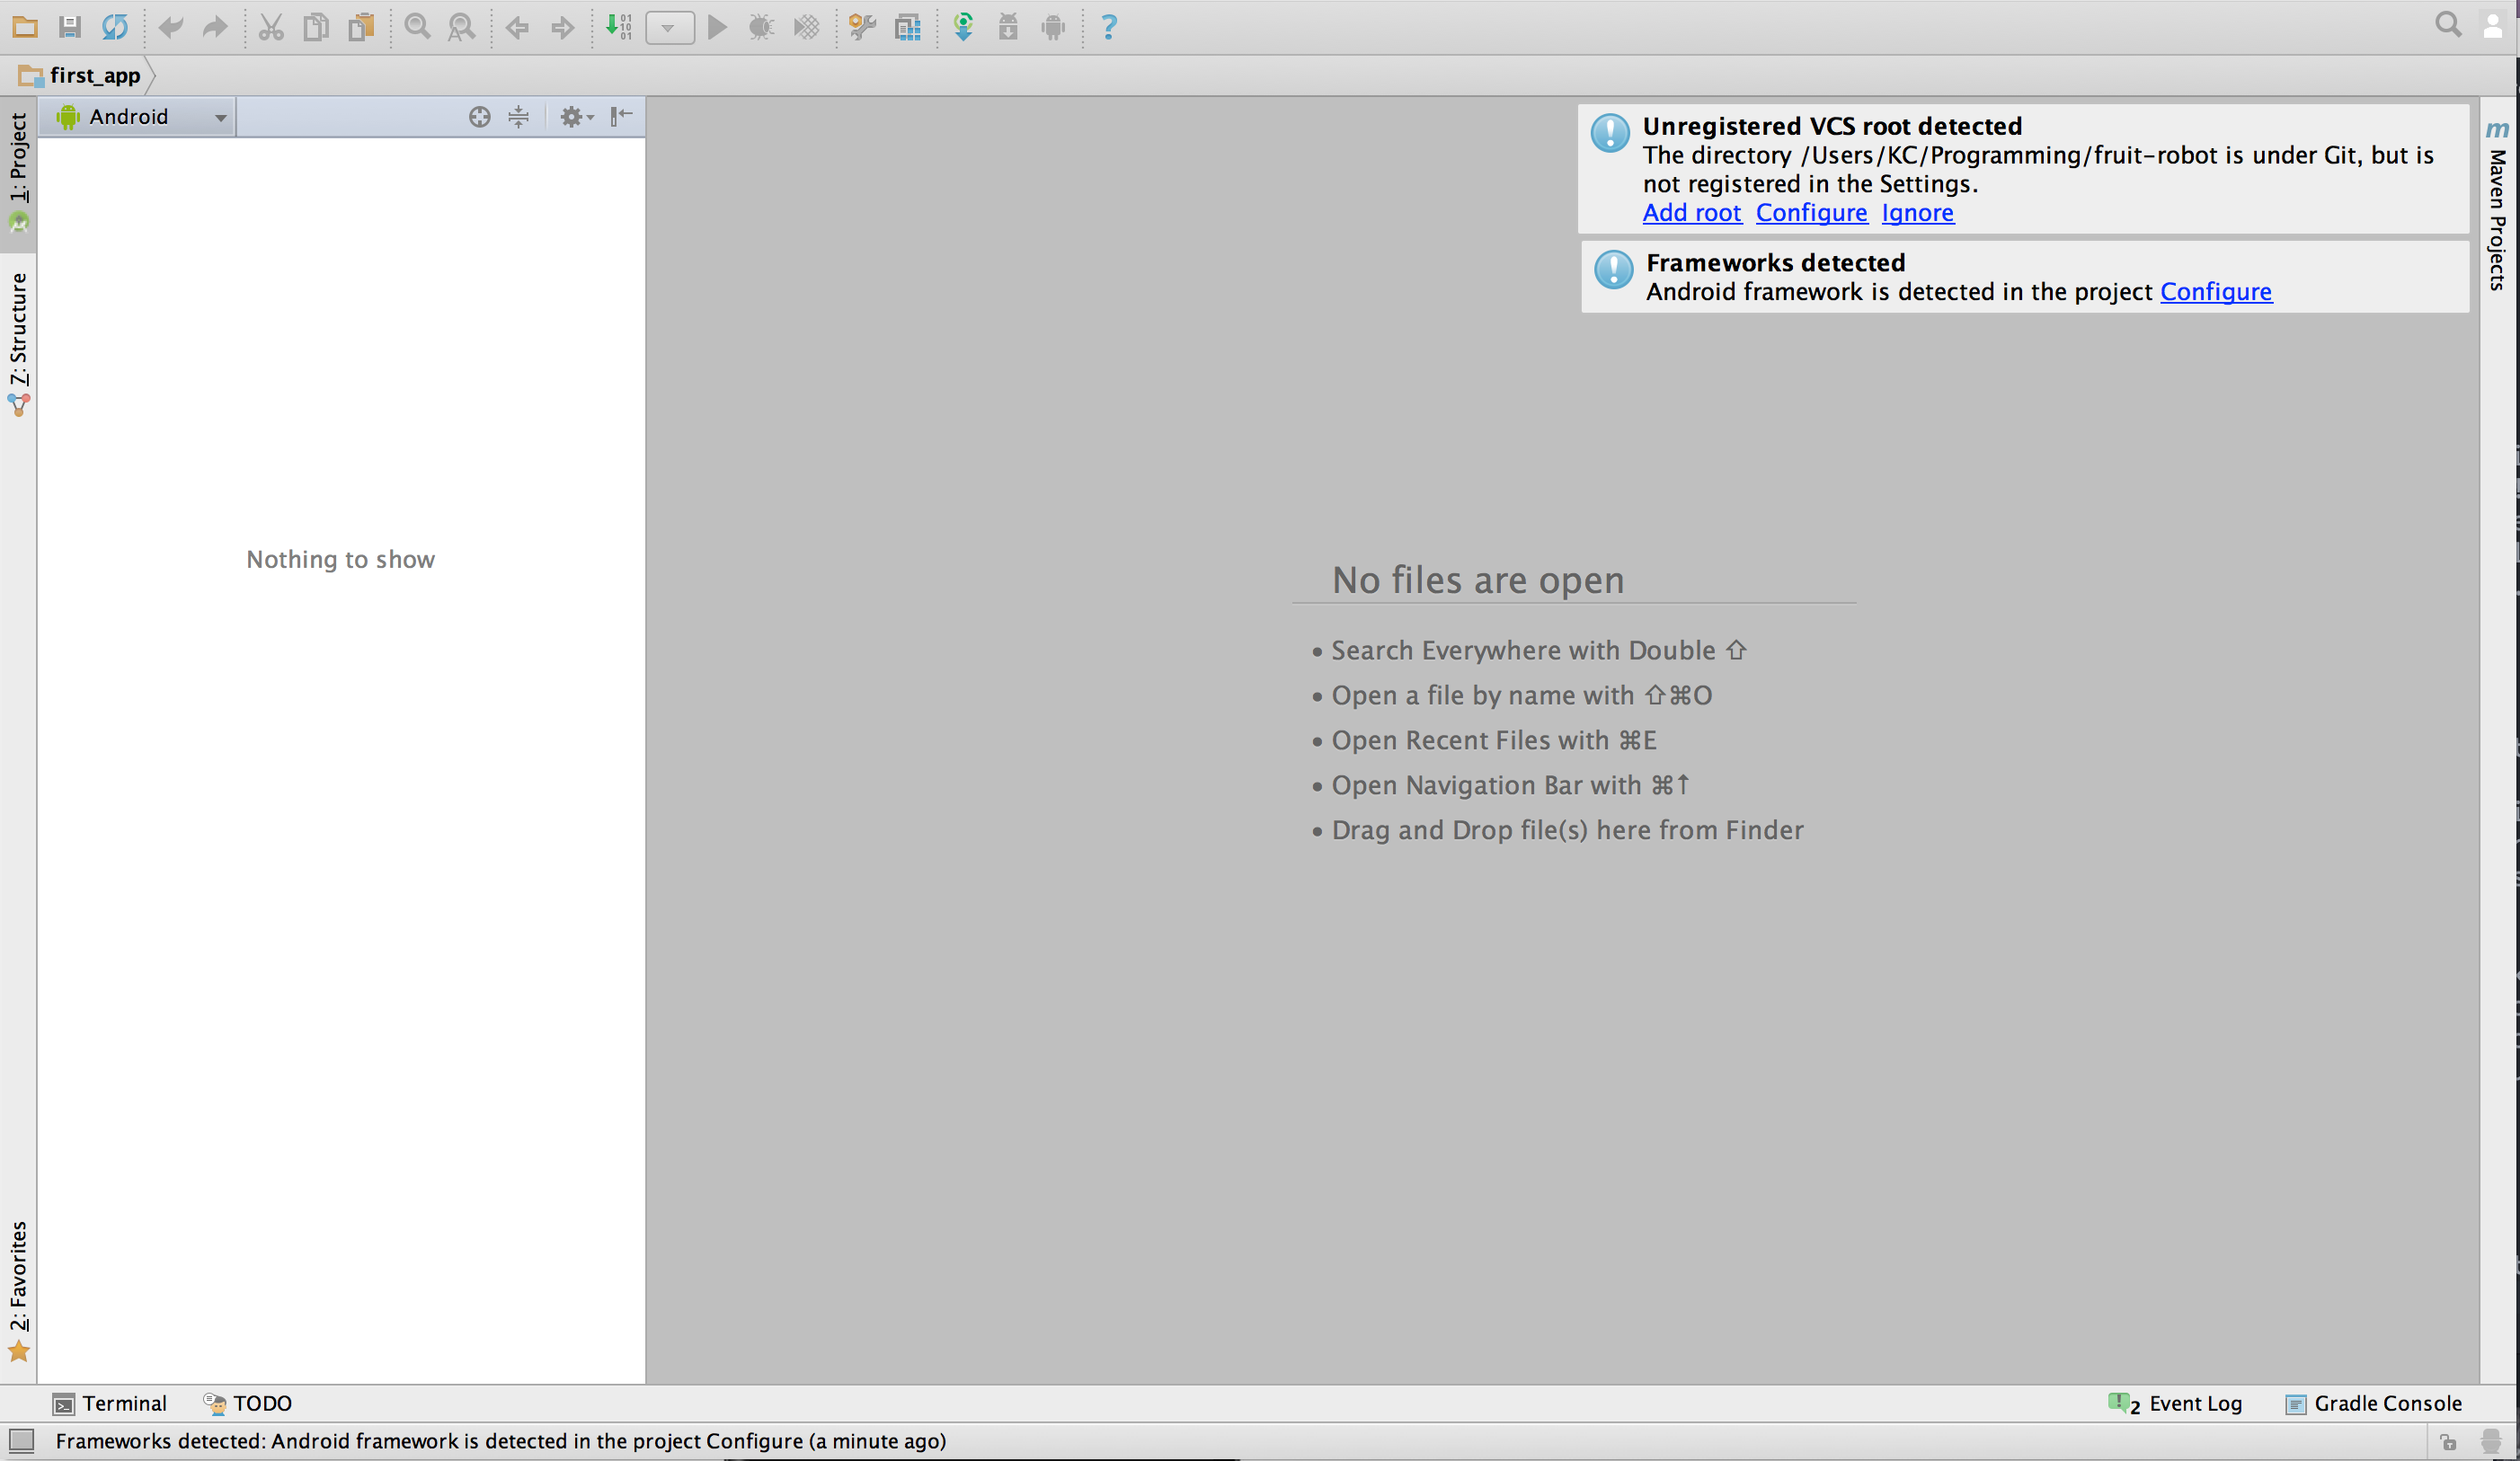 first_app
1: Project
Android
Unregistered VCS root detected
The directory /Users/KC/Programming/fruit-robot is under Git, but is
not registered in the Settings.
Add root Configure Ignore
Frameworks detected
Android framework is detected in the project Configure
Maven Projects
7: Structure
Nothing to show
No files are open
• Search Everywhere with Double ⇧
• Open a file by name with ⇧⌘O
• Open Recent Files with ⌘E
• Open Navigation Bar with ⌘↑
• Drag and Drop file(s) here from Finder
2: Favorites
Terminal
TODO
2 Event Log
Gradle Console
Frameworks detected: Android framework is detected in the project Configure (a minute ago)